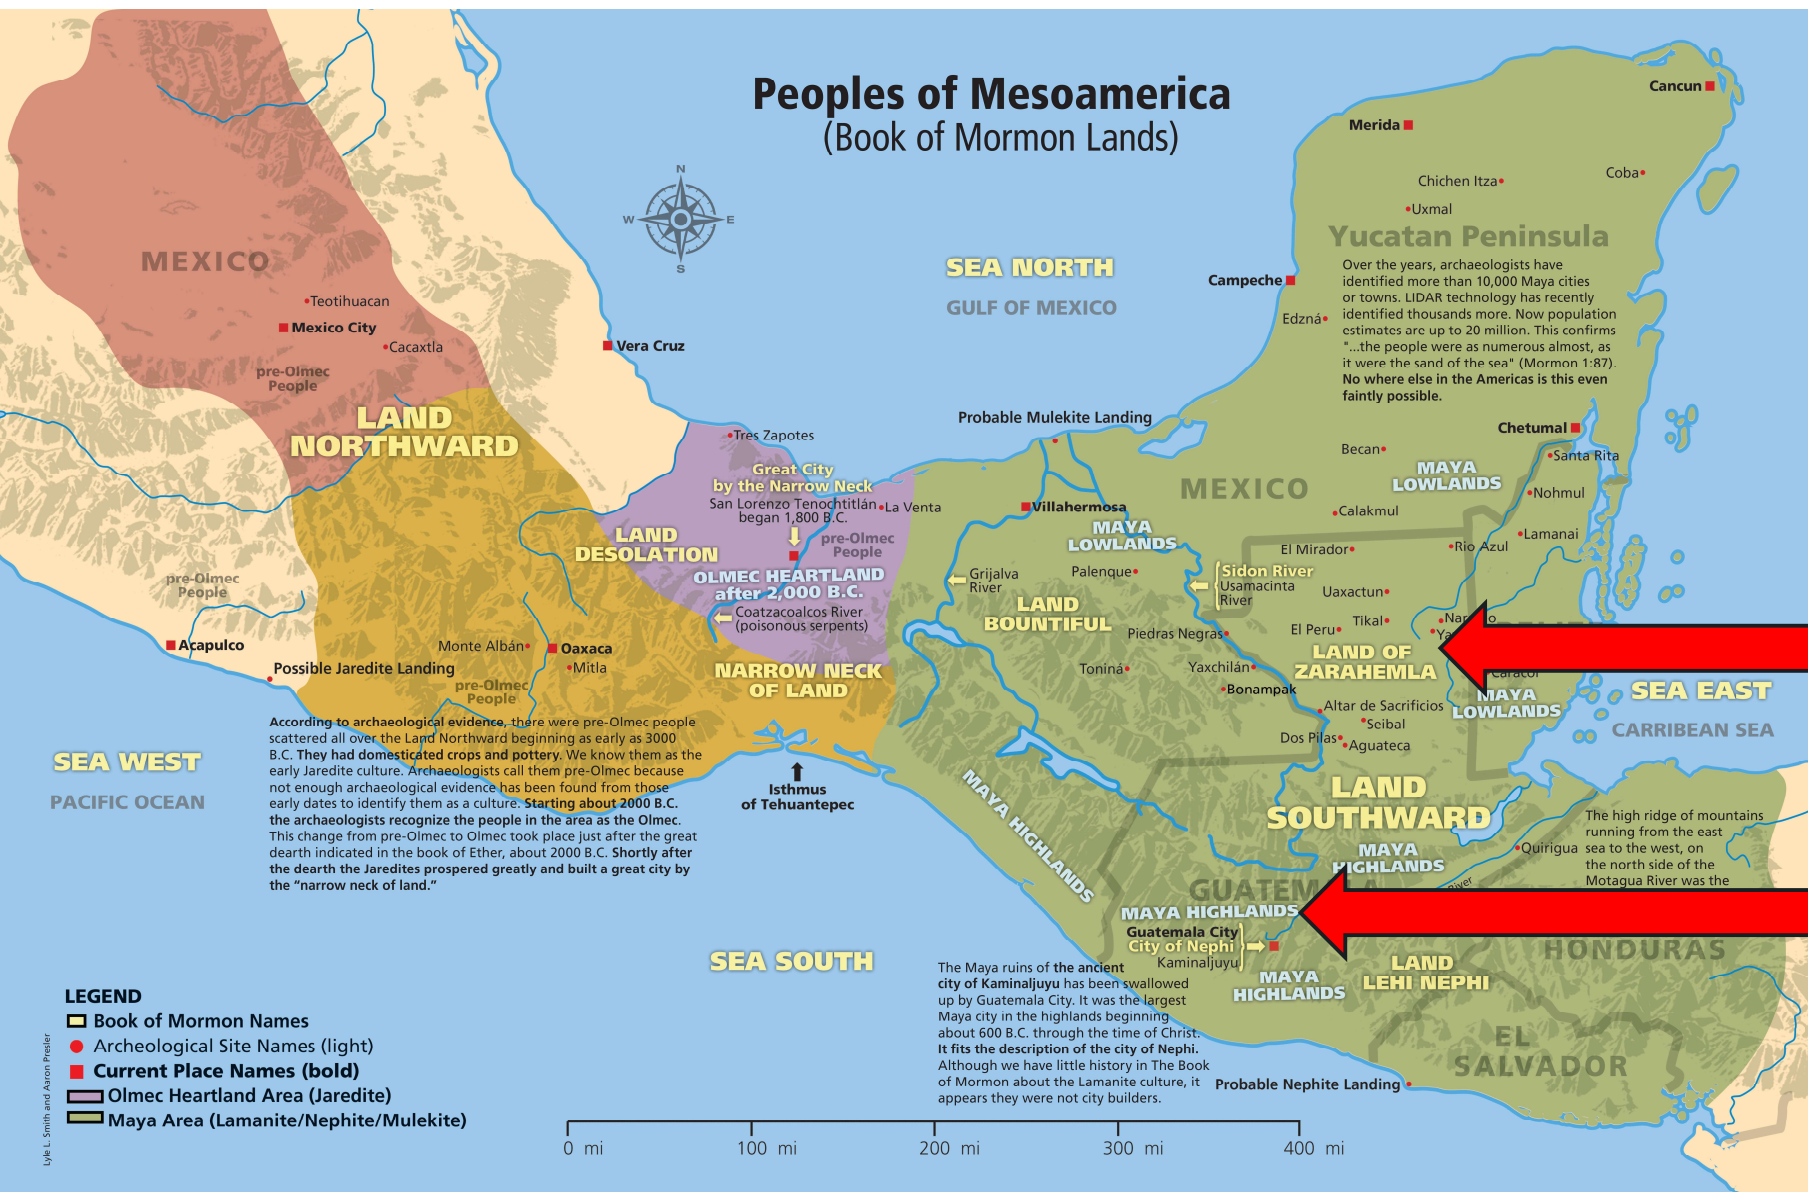 Peoples of Mesoamerica
(Book of Mormon Lands)
N
W
E
S
Cancun
Merida
Chichen Itza
Coba
Uxmal
Yucatan Peninsula
Over the years, archaeologists have
identified more than 10,000 Maya cities
or towns. LIDAR technology has recently
identified thousands more. Now population
estimates are up to 20 million. This confirms
"...the people were as numerous almost, as
it were the sand of the sea" (Mormon 1:87).
No where else in the Americas is this even
faintly possible.
SEA NORTH
GULF OF MEXICO
Campeche
Edzná
MEXICO
Teotihuacan
Mexico City
Cacaxtla
pre-Olmec
People
Vera Cruz
LAND
NORTHWARD
Tres Zapotes
Great City
by the Narrow Neck
San Lorenzo Tenochtitlán
began 1,800 B.C.
La Venta
pre-Olmec
People
LAND
DESOLATION
OLMEC HEARTLAND
after 2,000 B.C.
Coatzacoalcos River
(poisonous serpents)
NARROW NECK
OF LAND
Probable Mulekite Landing
Villahermosa
MEXICO
MAYA
LOWLANDS
Grijalva
River
Palenque
Sidon River
Usamacinta
River
LAND
BOUNTIFUL
Piedras Negras
Toniná
Yaxchilán
Bonampak
Chetumal
Becan
Santa Rita
MAYA
LOWLANDS
Nohmul
Calakmul
Lamanai
El Mirador
Rio Azul
Uaxactun
Tikal
El Peru
LAND OF
ZARAHEMLA
Caracol
MAYA
LOWLANDS
Altar de Sacrificios
Seibal
Dos Pilas
Aguateca
SEA EAST
CARRIBEAN SEA
pre-Olmec
People
Acapulco
Possible Jaredite Landing
Monte Albán
Oaxaca
Mitla
pre-Olmec
People
According to archaeological evidence, there were pre-Olmec people
scattered all over the Land Northward beginning as early as 3000
B.C. They had domesticated crops and pottery. We know them as the
early Jaredite culture. Archaeologists call them pre-Olmec because
not enough archaeological evidence has been found from those
early dates to identify them as a culture. Starting about 2000 B.C.
the archaeologists recognize the people in the area as the Olmec.
This change from pre-Olmec to Olmec took place just after the great
dearth indicated in the book of Ether, about 2000 B.C. Shortly after
the dearth the Jaredites prospered greatly and built a great city by
the “narrow neck of land.”
SEA WEST
PACIFIC OCEAN
Isthmus
of Tehuantepec
MAYA HIGHLANDS
LAND
SOUTHWARD
MAYA
HIGHLANDS
Quirigua
The high ridge of mountains
running from the east
sea to the west, on
the north side of the
Motagua River was the
River
GUATEMALA
MAYA HIGHLANDS
Guatemala City
City of Nephi
Kaminaljuyu
MAYA
HIGHLANDS
LAND
LEHI NEPHI
HONDURAS
EL
SALVADOR
SEA SOUTH
The Maya ruins of the ancient
city of Kaminaljuyu has been swallowed
up by Guatemala City. It was the largest
Maya city in the highlands beginning
about 600 B.C. through the time of Christ.
It fits the description of the city of Nephi.
Although we have little history in The Book
of Mormon about the Lamanite culture, it
appears they were not city builders.
Probable Nephite Landing
LEGEND
Book of Mormon Names
Archeological Site Names (light)
Current Place Names (bold)
Olmec Heartland Area (Jaredite)
Maya Area (Lamanite/Nephite/Mulekite)
Lyle L. Smith and Aaron Presler
0 mi
100 mi
200 mi
300 mi
400 mi